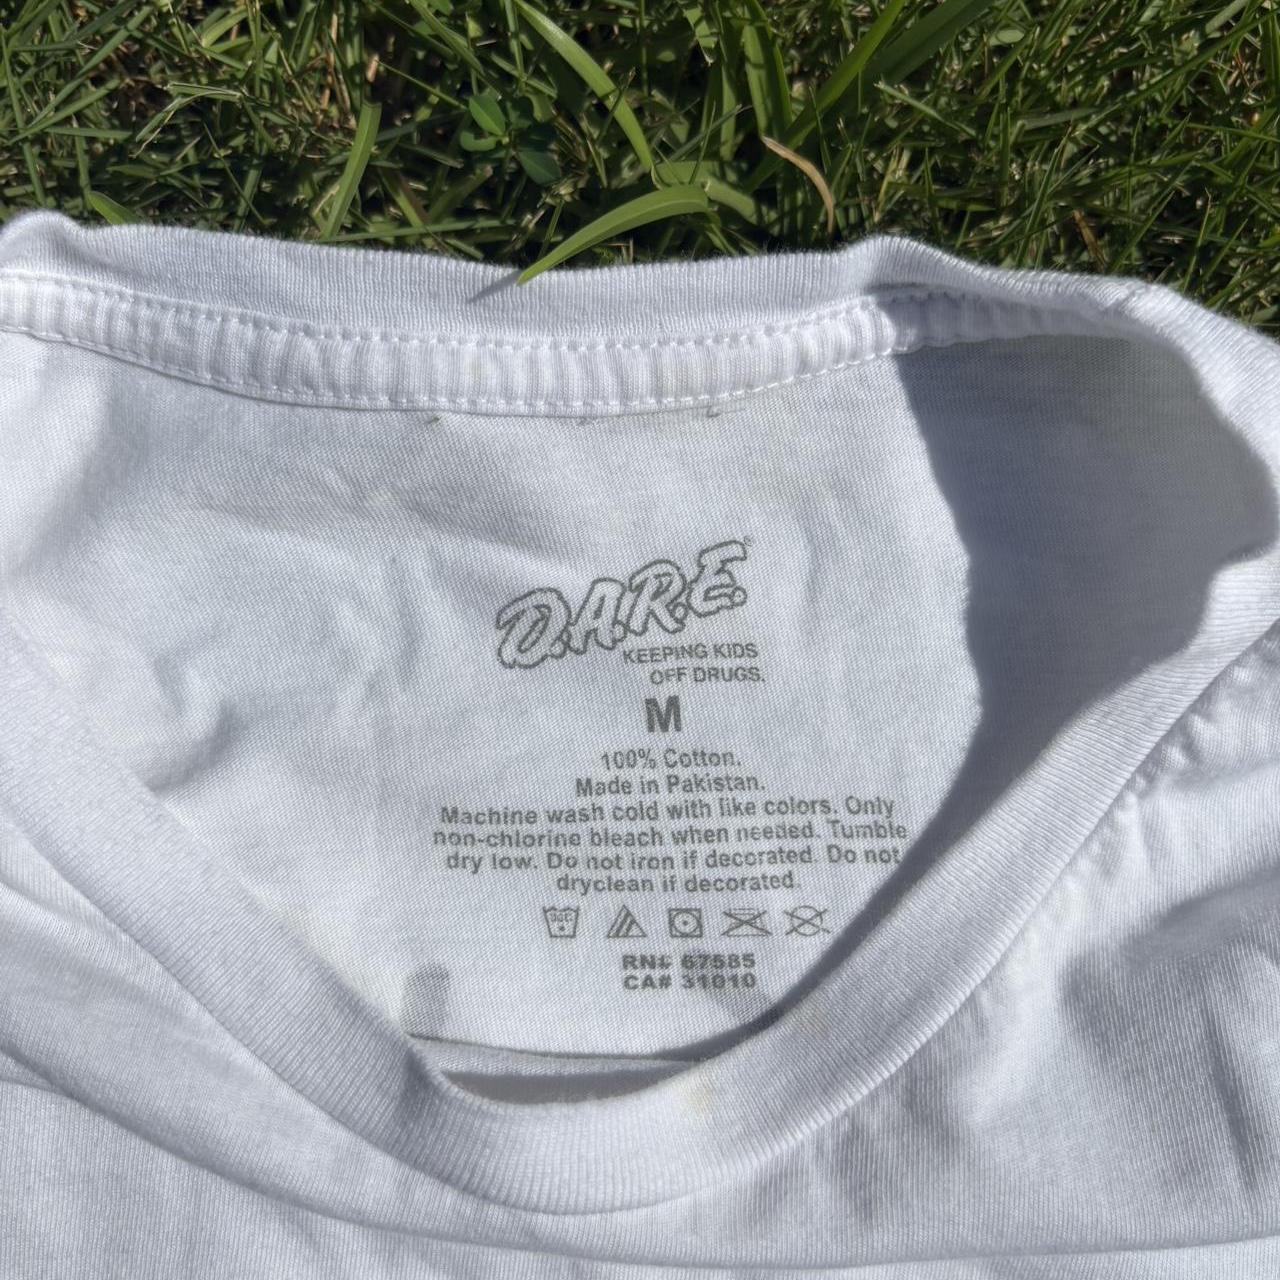 D.A.R.E.®
KEEPING KIDS
OFF DRUGS.
M
100% Cotton.
Made in Pakistan.
Machine wash cold with like colors. Only
non-chlorine bleach when needed. Tumble
dry low. Do not iron if decorated. Do not
dryclean if decorated.
RN# 67585
CA# 31010